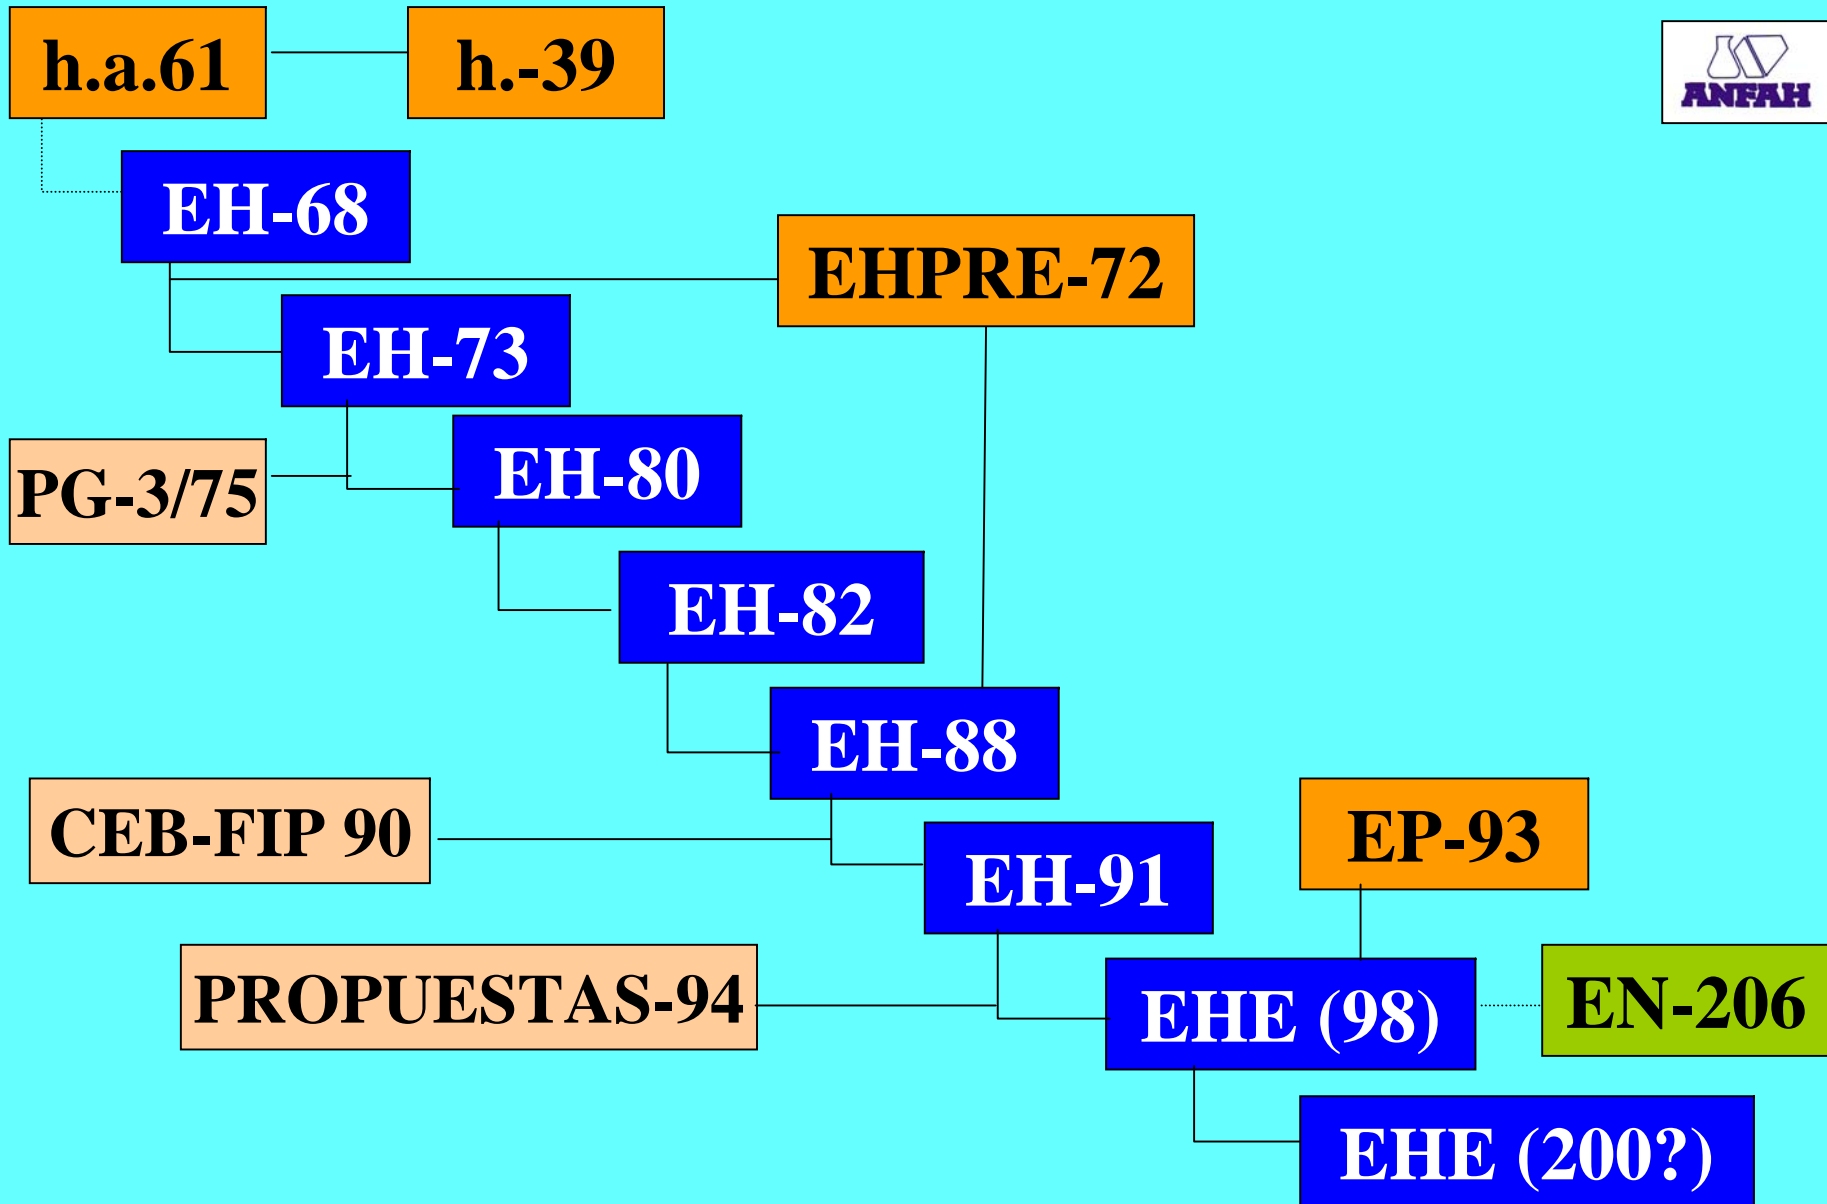 h.a.61
h.-39
ANFAH
EH-68
EHPRE-72
EH-73
EH-80
PG-3/75
EH-82
EH-88
CEB-FIP 90
EP-93
EH-91
PROPUESTAS-94
EHE (98)
EN-206
EHE (200?)